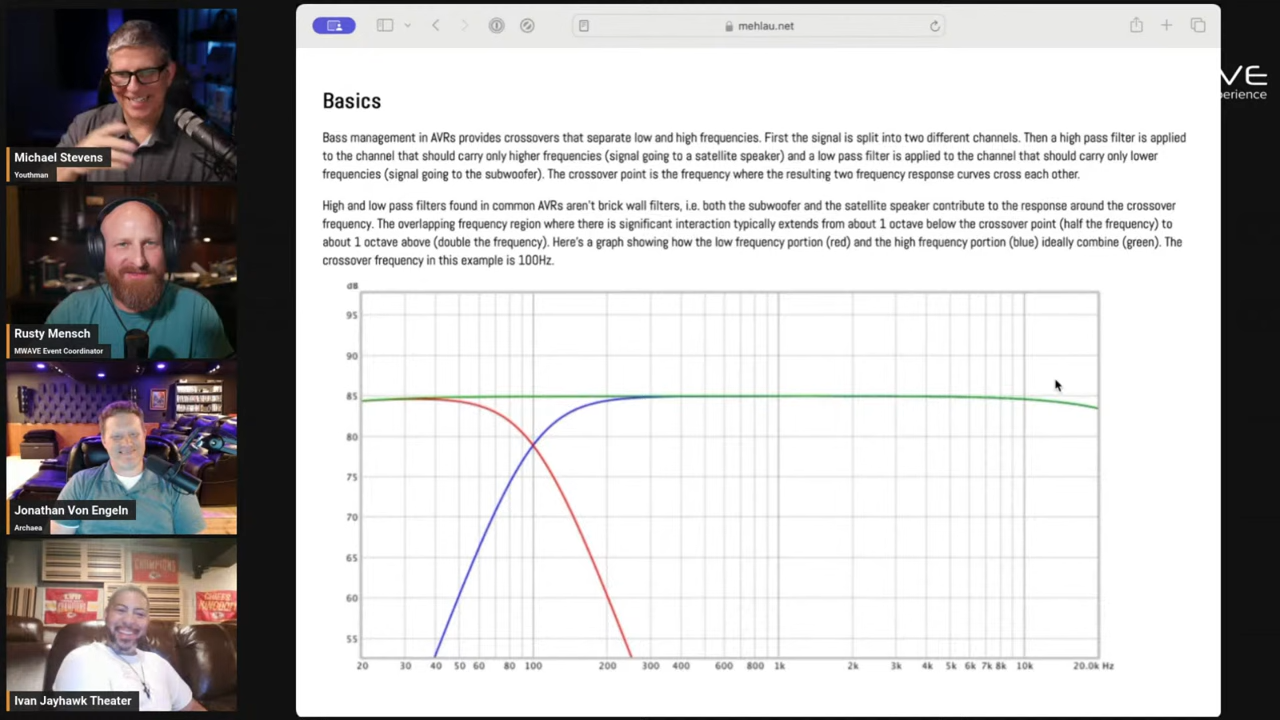 Michael Stevens
Youthman
Rusty Mensch
MWAVE Event Coordinator
Jonathan Von Engeln
Archaea
Ivan Jayhawk Theater
mehlau.net
VE
perience
Basics
Bass management in AVRs provides crossovers that separate low and high frequencies. First the signal is split into two different channels. Then a high pass filter is applied
to the channel that should carry only higher frequencies (signal going to a satellite speaker) and a low pass filter is applied to the channel that should carry only lower
frequencies (signal going to the subwoofer). The crossover point is the frequency where the resulting two frequency response curves cross each other.
High and low pass filters found in common AVRs aren't brick wall filters, i.e. both the subwoofer and the satellite speaker contribute to the response around the crossover
frequency. The overlapping frequency region where there is significant interaction typically extends from about 1 octave below the crossover point (half the frequency) to
about 1 octave above (double the frequency). Here's a graph showing how the low frequency portion (red) and the high frequency portion (blue) ideally combine (green). The
crossover frequency in this example is 100Hz.
dB
95
90
85
80
75
70
65
60
55
20 30 40 50 60 80 100 200 300 400 600 800 1k 2k 3k 4k 5k 6k 7k 8k 10k 20.0k Hz